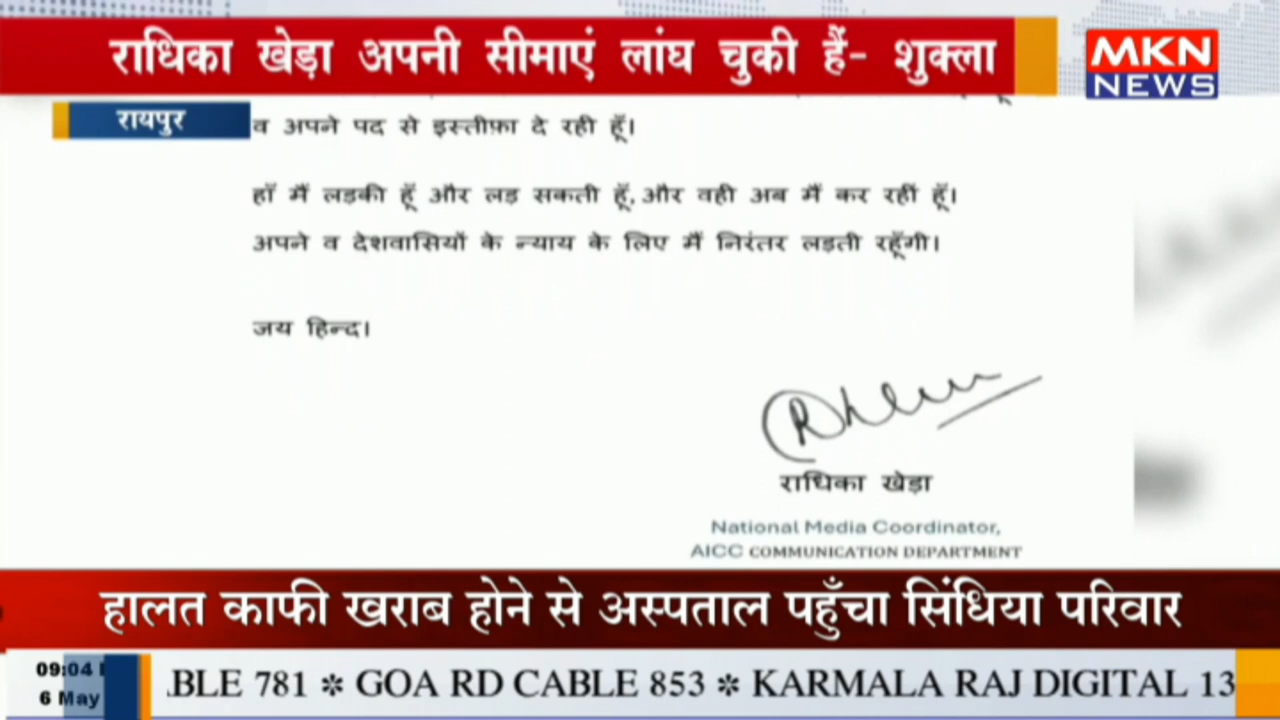 राधिका खेड़ा अपनी सीमाएं लांघ चुकी हैं- शुक्ला
MKN
NEWS
रायपुर
व अपने पद से इस्तीफ़ा दे रही हूँ।
हाँ मैं लड़की हूँ और लड़ सकती हूँ, और वही अब मैं कर रहीं हूँ।
अपने व देशवासियों के न्याय के लिए मैं निरंतर लड़ती रहूँगी।
जय हिन्द।
राधिका खेड़ा
National Media Coordinator,
AICC COMMUNICATION DEPARTMENT
हालत काफी खराब होने से अस्पताल पहुँचा सिंधिया परिवार
09:04
6 May
.BLE 781 * GOA RD CABLE 853 * KARMALA RAJ DIGITAL 13